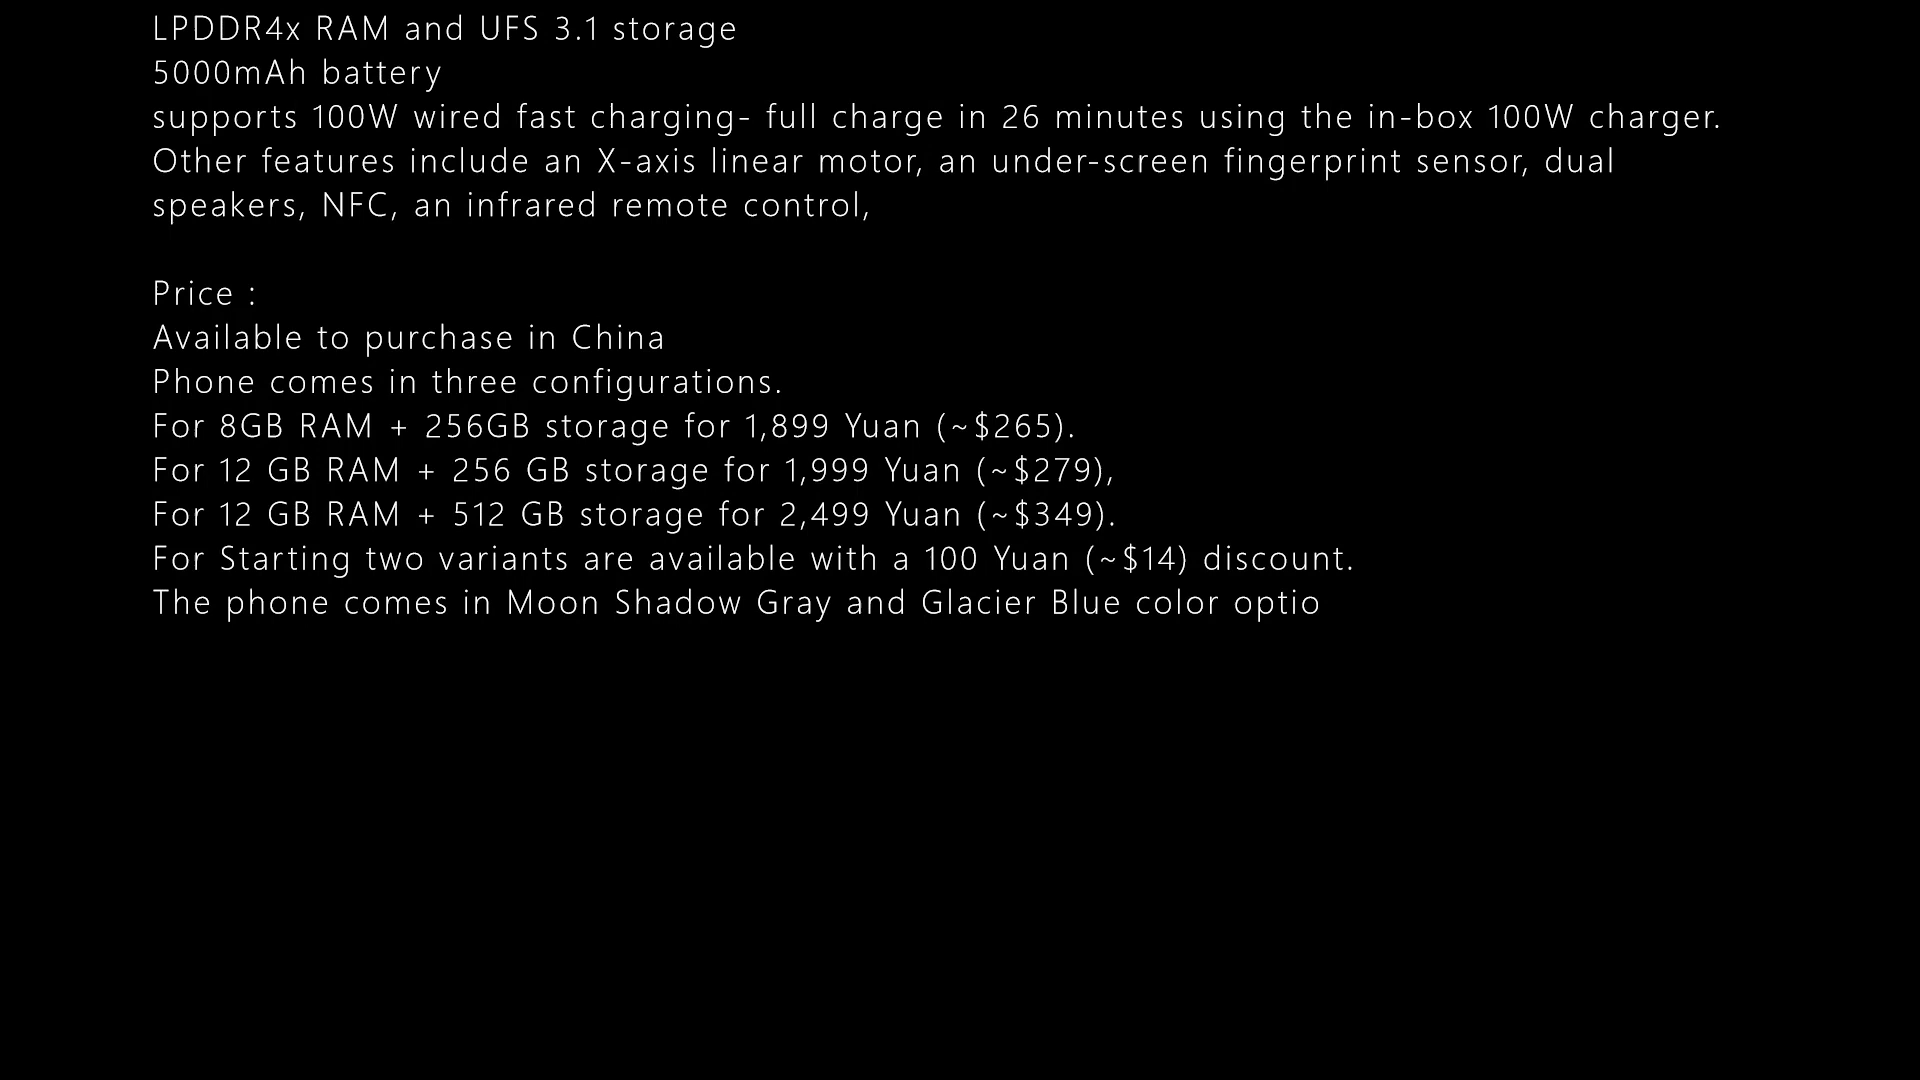 LPDDR4x RAM and UFS 3.1 storage
5000mAh battery
supports 100W wired fast charging- full charge in 26 minutes using the in-box 100W charger.
Other features include an X-axis linear motor, an under-screen fingerprint sensor, dual
speakers, NFC, an infrared remote control,
Price :
Available to purchase in China
Phone comes in three configurations.
For 8GB RAM + 256GB storage for 1,899 Yuan (~$265).
For 12 GB RAM + 256 GB storage for 1,999 Yuan (~$279),
For 12 GB RAM + 512 GB storage for 2,499 Yuan (~$349).
For Starting two variants are available with a 100 Yuan (~$14) discount.
The phone comes in Moon Shadow Gray and Glacier Blue color optio